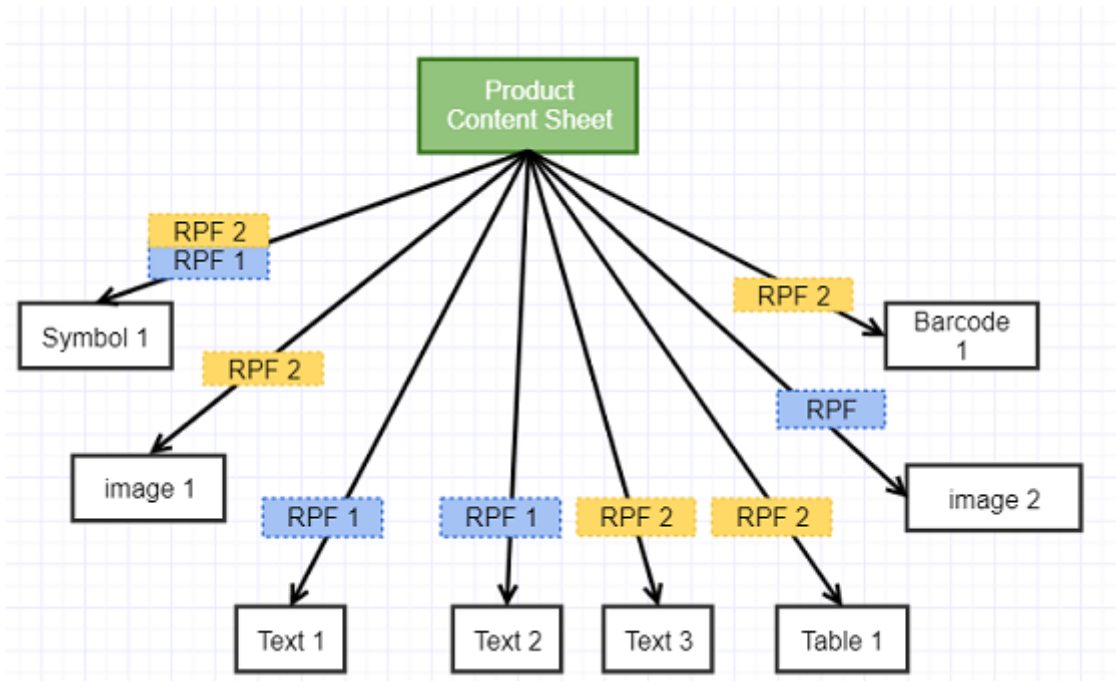 Product
Content Sheet
RPF 2
RPF 1
Symbol 1
RPF 2
Barcode
1
RPF 2
RPF
image 1
image 2
RPF 1
RPF 1
RPF 2
RPF 2
Text 1
Text 2
Text 3
Table 1